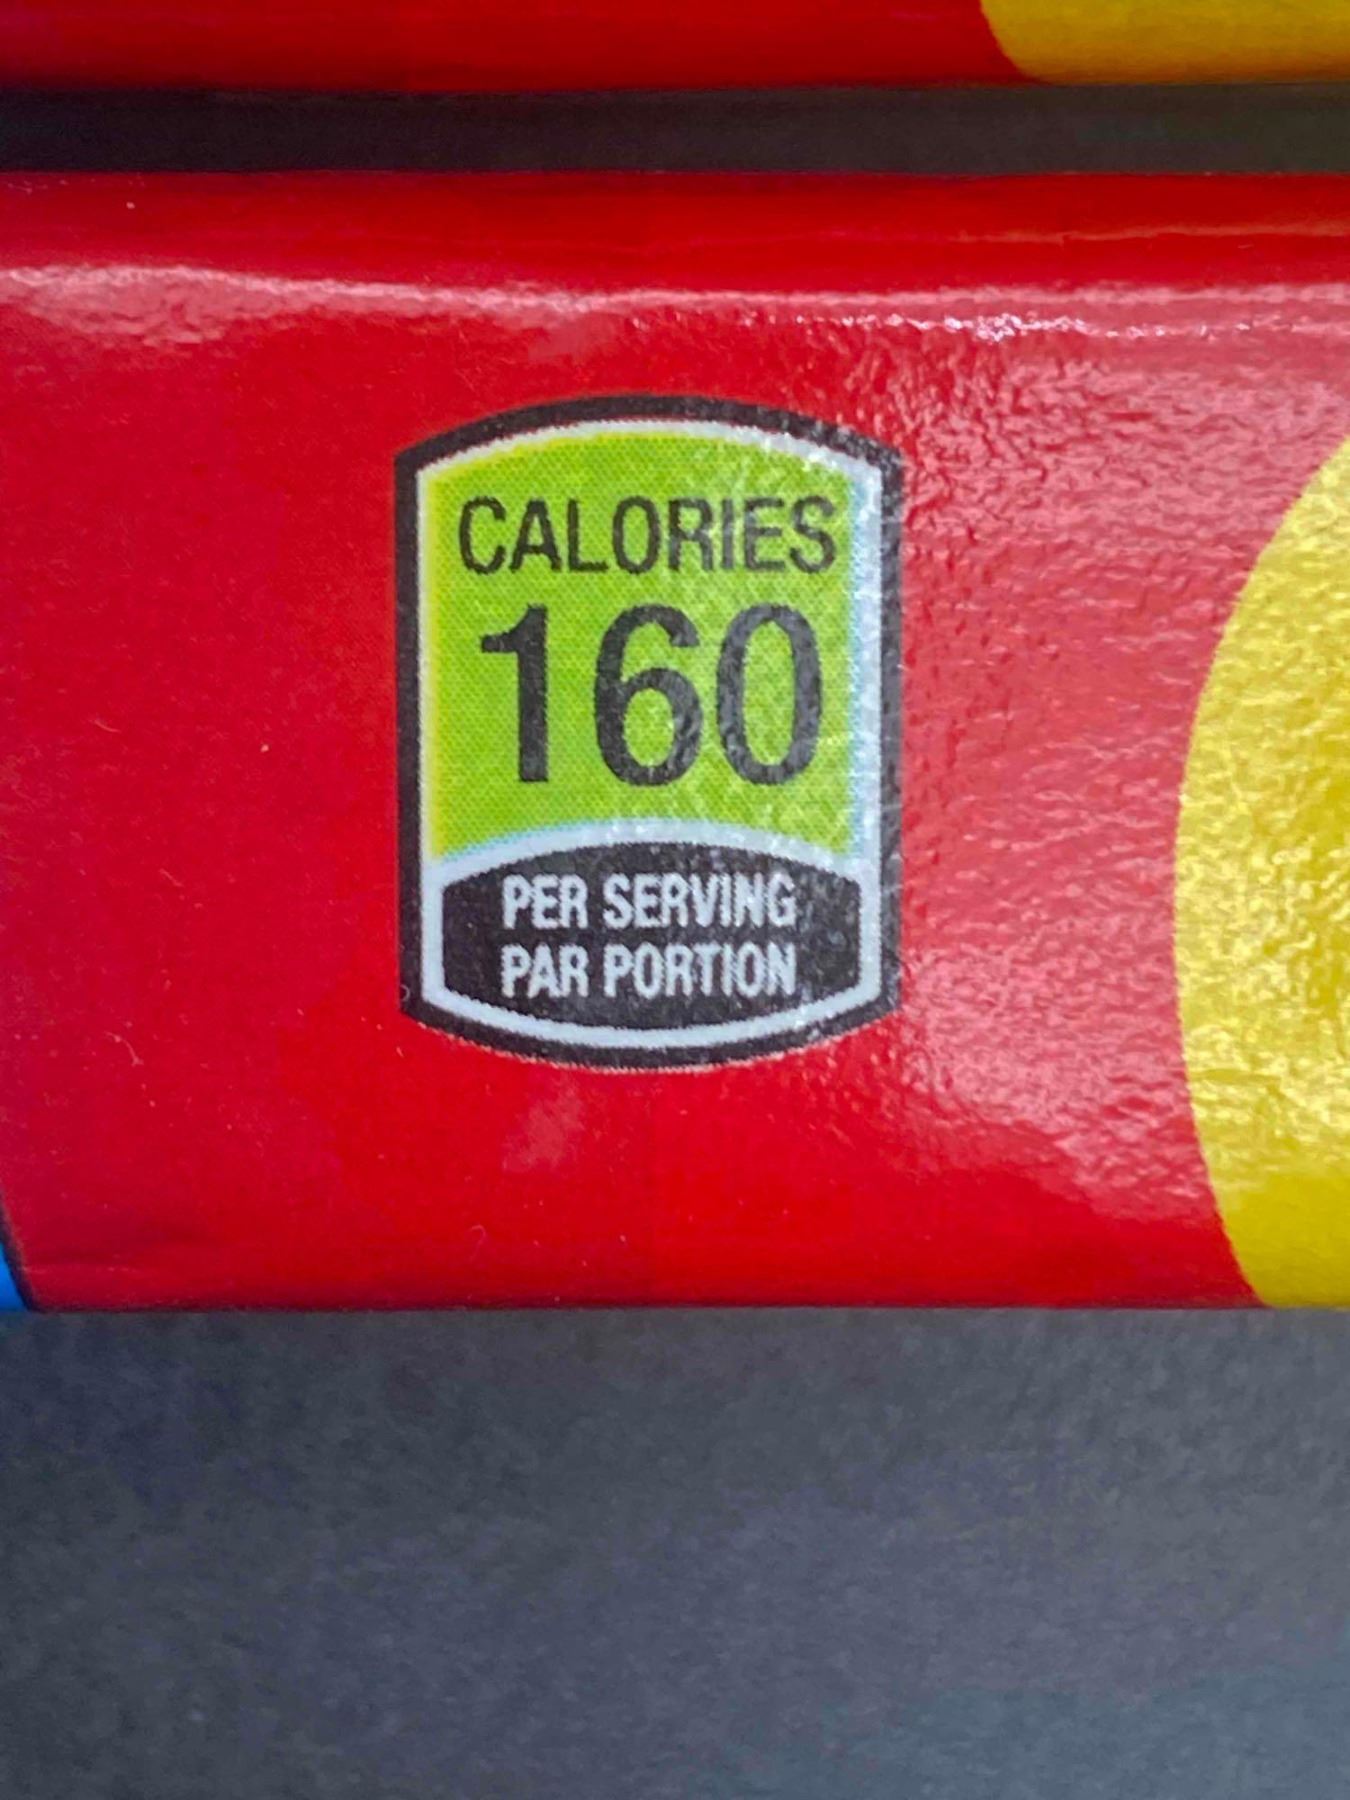 CALORIES
160
PER SERVING
PAR PORTION